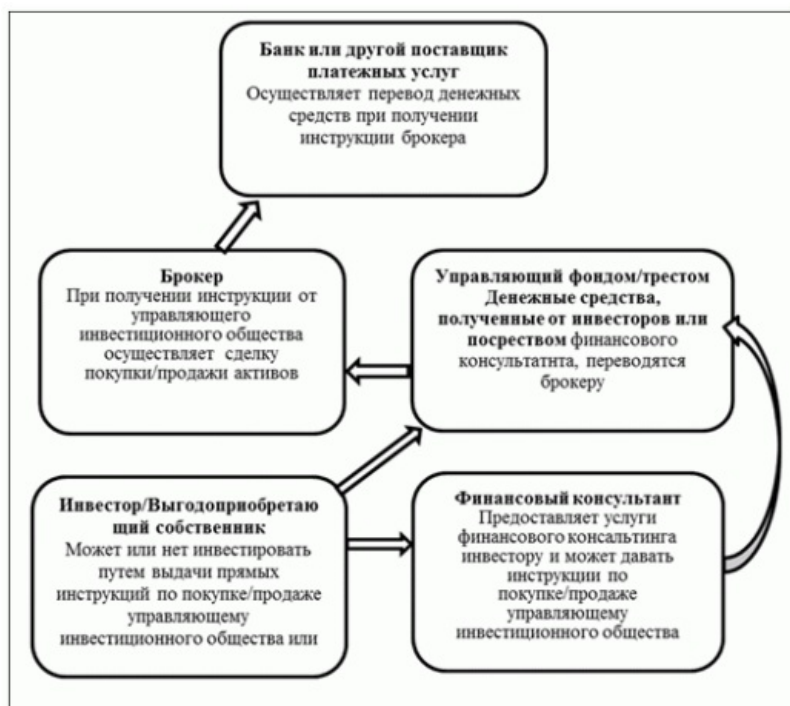 Банк или другой поставщик
платежных услуг
Осуществляет перевод денежных
средств при получении
инструкции брокера
Брокер
При получении инструкции от
управляющего
инвестиционного общества
осуществляет сделку
покупки/продажи активов
Управляющий фондом/трестом
Денежные средства,
полученные от инвесторов или
посреством финансового
консультатнта, переводятся
брокеру
Инвестор/Выгодоприобретаю
щий собственник
Может или нет инвестировать
путем выдачи прямых
инструкций по покупке/продаже
управляющему
инвестиционного общества или
Финансовый консультант
Предоставляет услуги
финансового консалтинга
инвестору и может давать
инструкции по
покупке/продаже
управляющему
инвестиционного общества